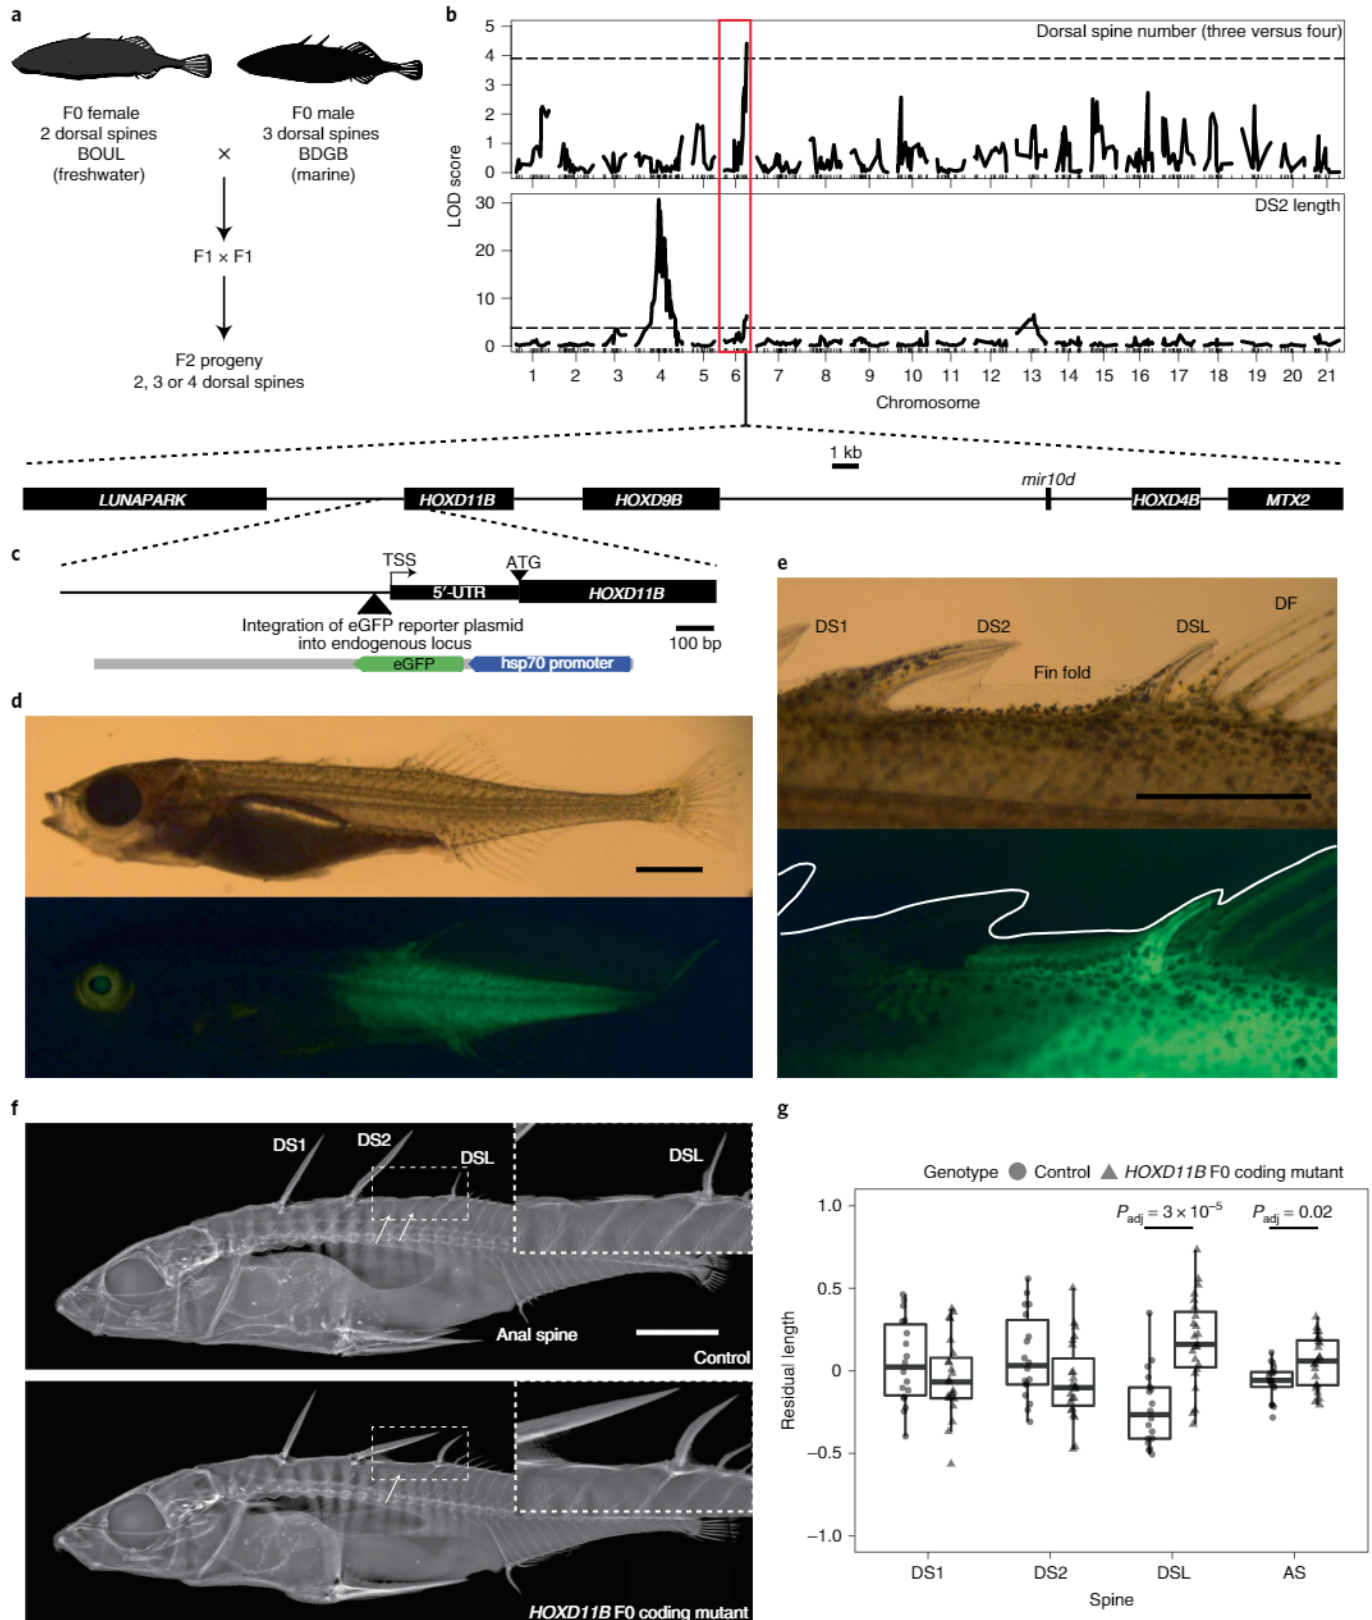 a
F0 female
2 dorsal spines
BOUL
(freshwater)
×
F0 male
3 dorsal spines
BDGB
(marine)
F1 × F1
F2 progeny
2, 3 or 4 dorsal spines
b
Dorsal spine number (three versus four)
5
4
3
2
1
0
LOD score
DS2 length
30
20
10
0
1 2 3 4 5 6 7 8 9 10 11 12 13 14 15 16 17 18 19 20 21
Chromosome
1 kb
LUNAPARK HOXD11B HOXD9B mir10d HOXD4B MTX2
c
TSS ATG
5′-UTR HOXD11B
Integration of eGFP reporter plasmid
into endogenous locus
100 bp
eGFP hsp70 promoter
d
e
DS1 DS2 DSL DF
Fin fold
f
DS1 DS2 DSL DSL
Anal spine
Control
HOXD11B F0 coding mutant
g
Genotype Control HOXD11B F0 coding mutant
Padj = 3 × 10−5 Padj = 0.02
1.0
0.5
0
−0.5
−1.0
Residual length
DS1 DS2 DSL AS
Spine